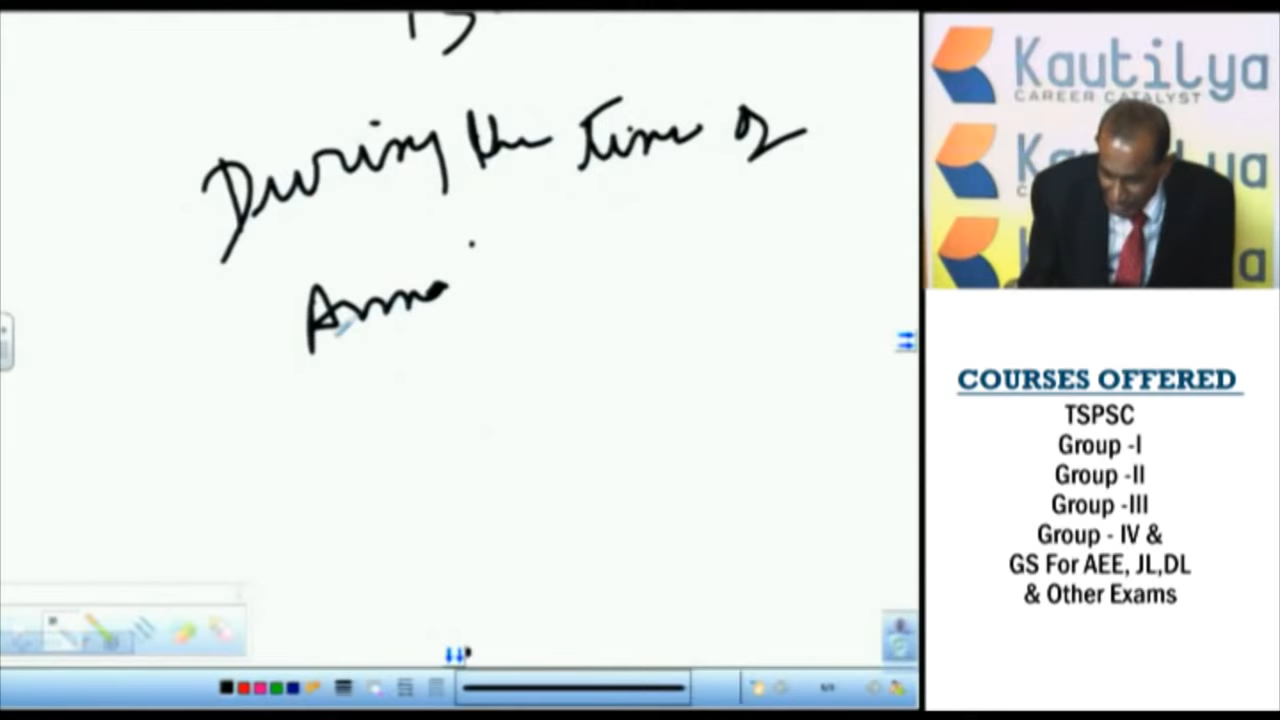 During the time of
Kautilya
CAREER CATALYST
COURSES OFFERED
TSPSC
Group -I
Group -II
Group -III
Group - IV &
GS For AEE, JL,DL
& Other Exams